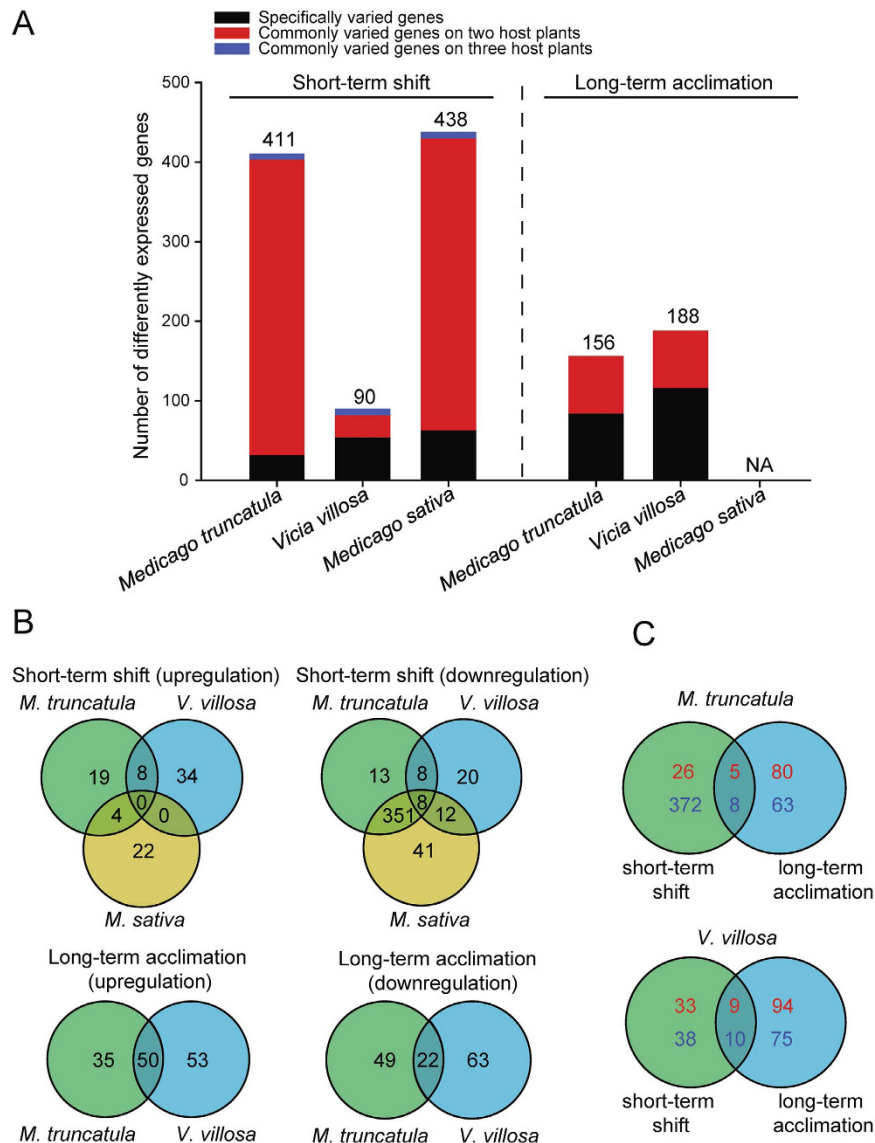 A
Specifically varied genes
Commonly varied genes on two host plants
Commonly varied genes on three host plants
Number of differently expressed genes
500
400
300
200
100
0
Short-term shift
Long-term acclimation
411
90
438
156
188
NA
Medicago truncatula
Vicia villosa
Medicago sativa
Medicago truncatula
Vicia villosa
Medicago sativa
B
Short-term shift (upregulation)
M. truncatula
V. villosa
19
8
34
0
4
0
22
M. sativa
Short-term shift (downregulation)
M. truncatula
V. villosa
13
8
20
8
351
12
41
M. sativa
Long-term acclimation
(upregulation)
35
50
53
M. truncatula
V. villosa
Long-term acclimation
(downregulation)
49
22
63
M. truncatula
V. villosa
C
M. truncatula
26
5
80
372
8
63
short-term
shift
long-term
acclimation
V. villosa
33
9
94
38
10
75
short-term
shift
long-term
acclimation